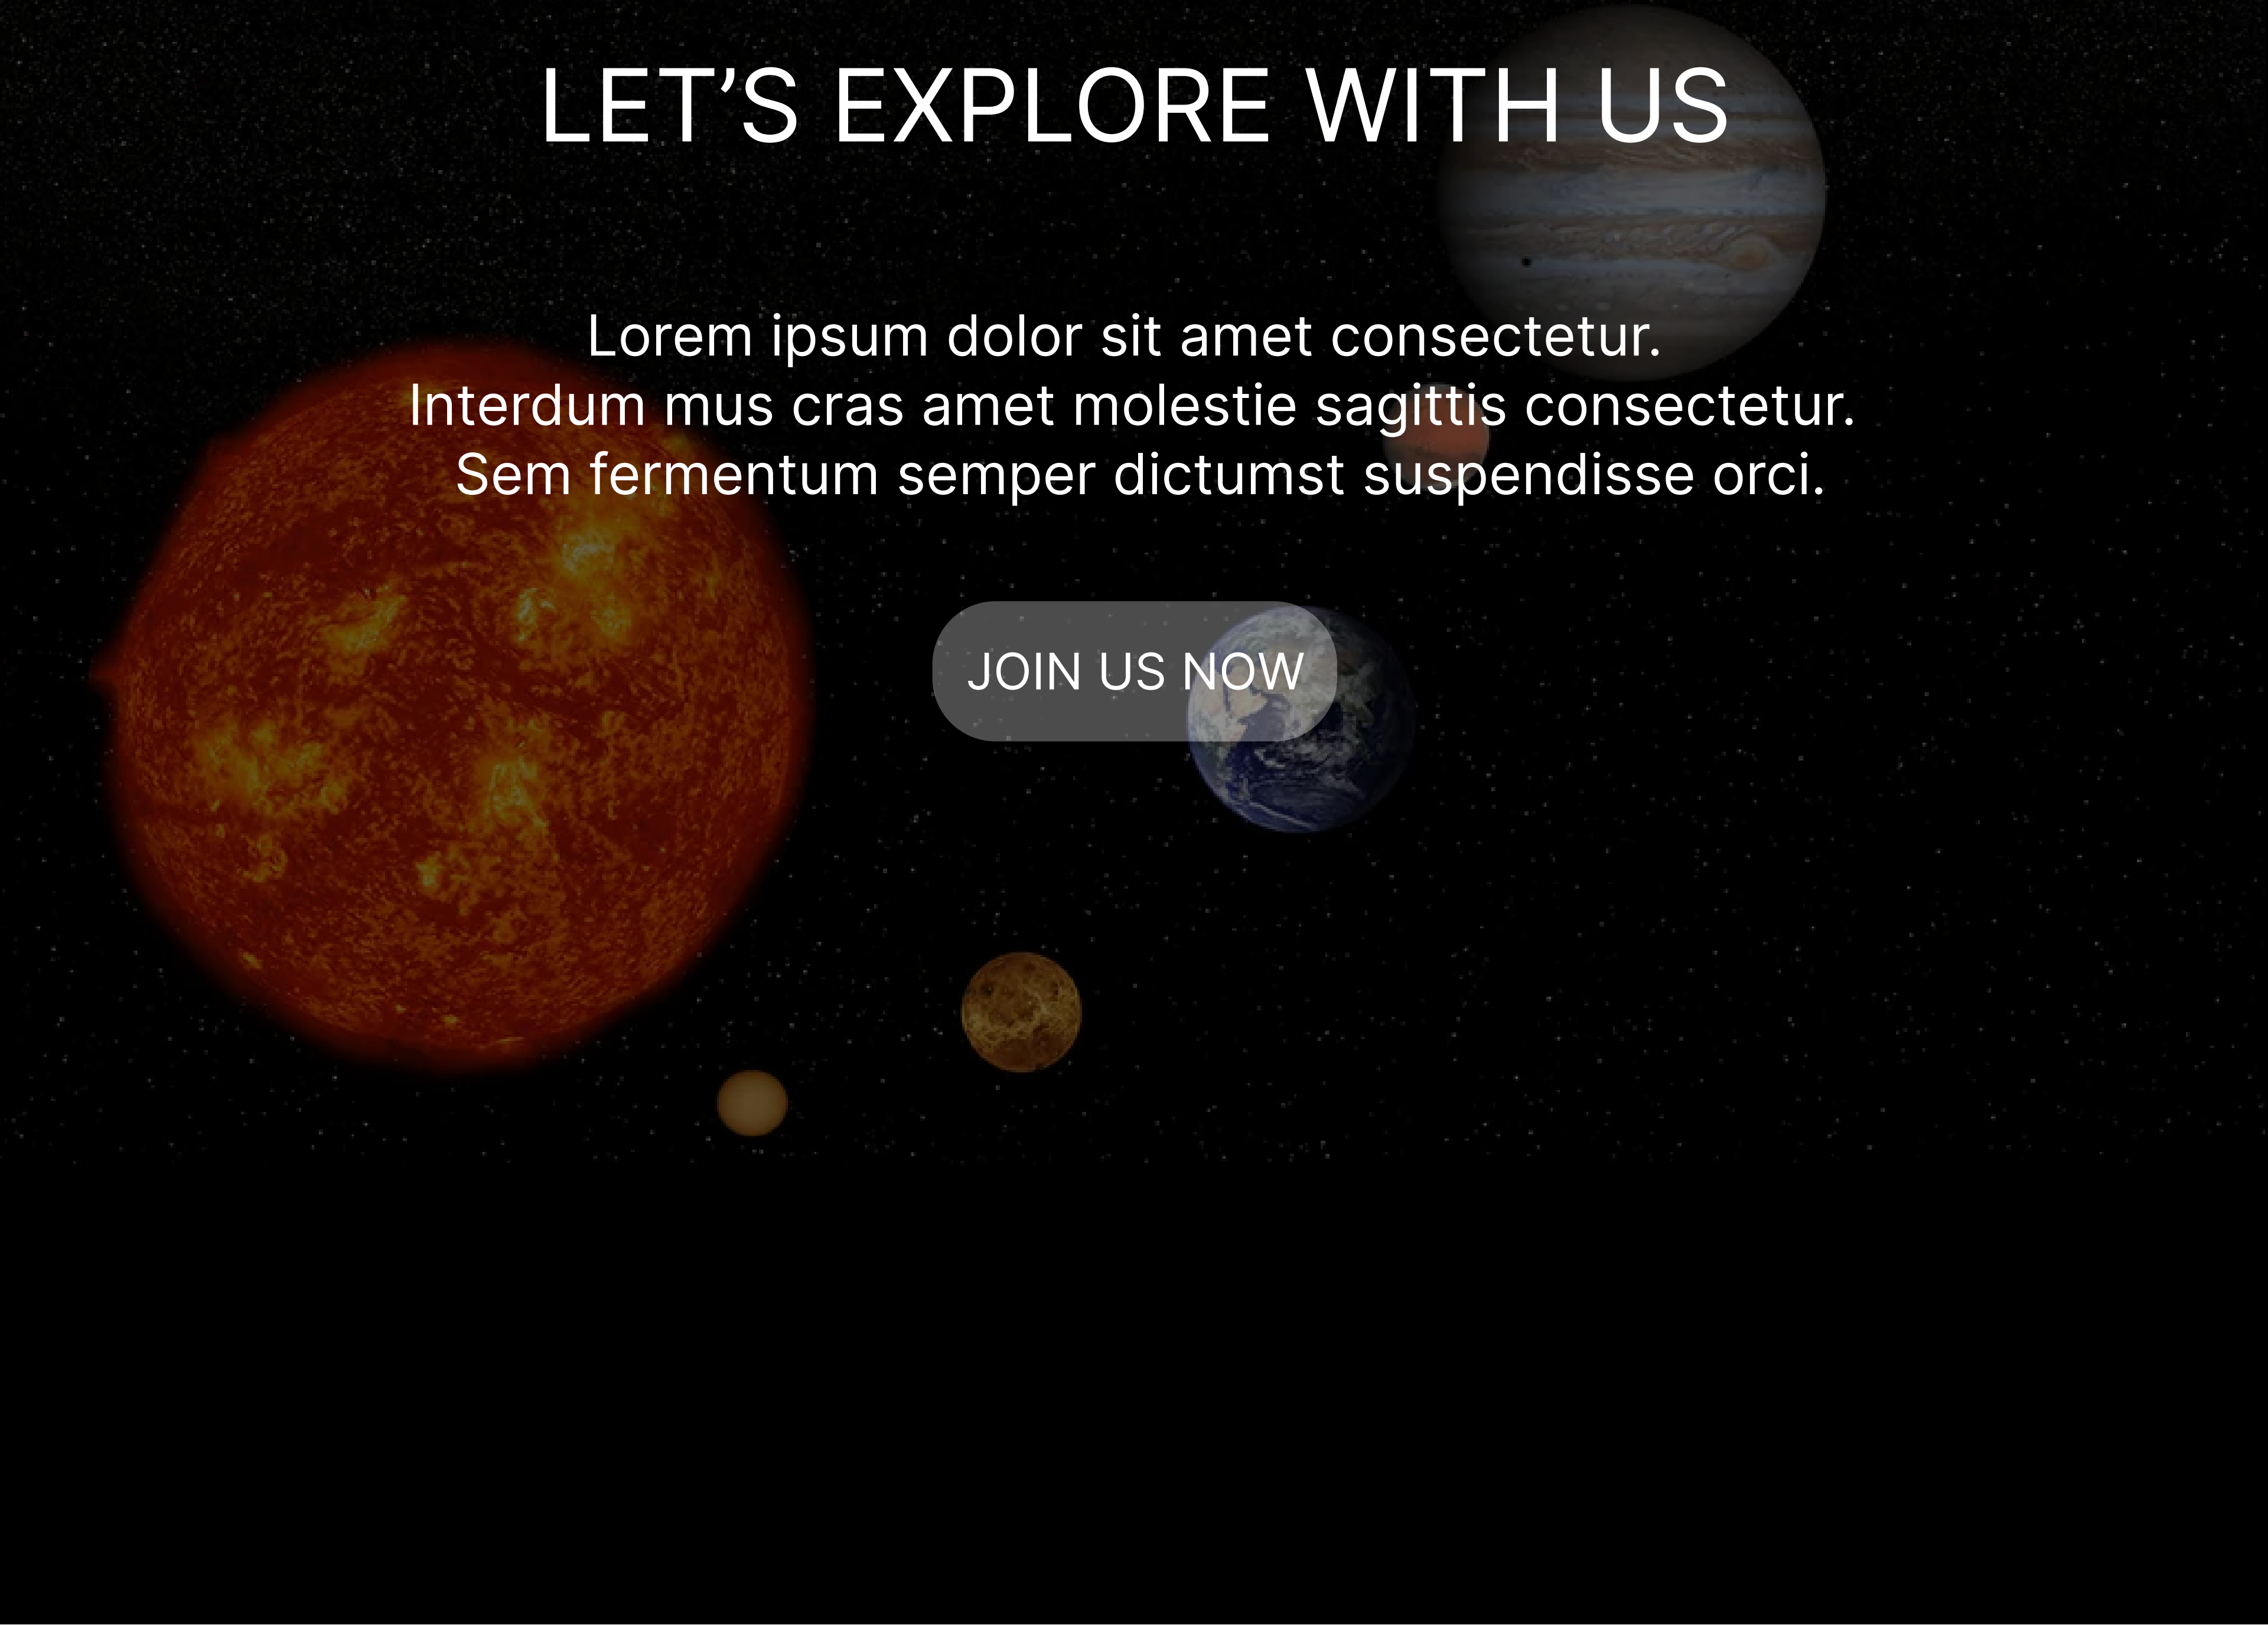 LET’S EXPLORE WITH US
Lorem ipsum dolor sit amet consectetur.
Interdum mus cras amet molestie sagittis consectetur.
Sem fermentum semper dictumst suspendisse orci.
JOIN US NOW